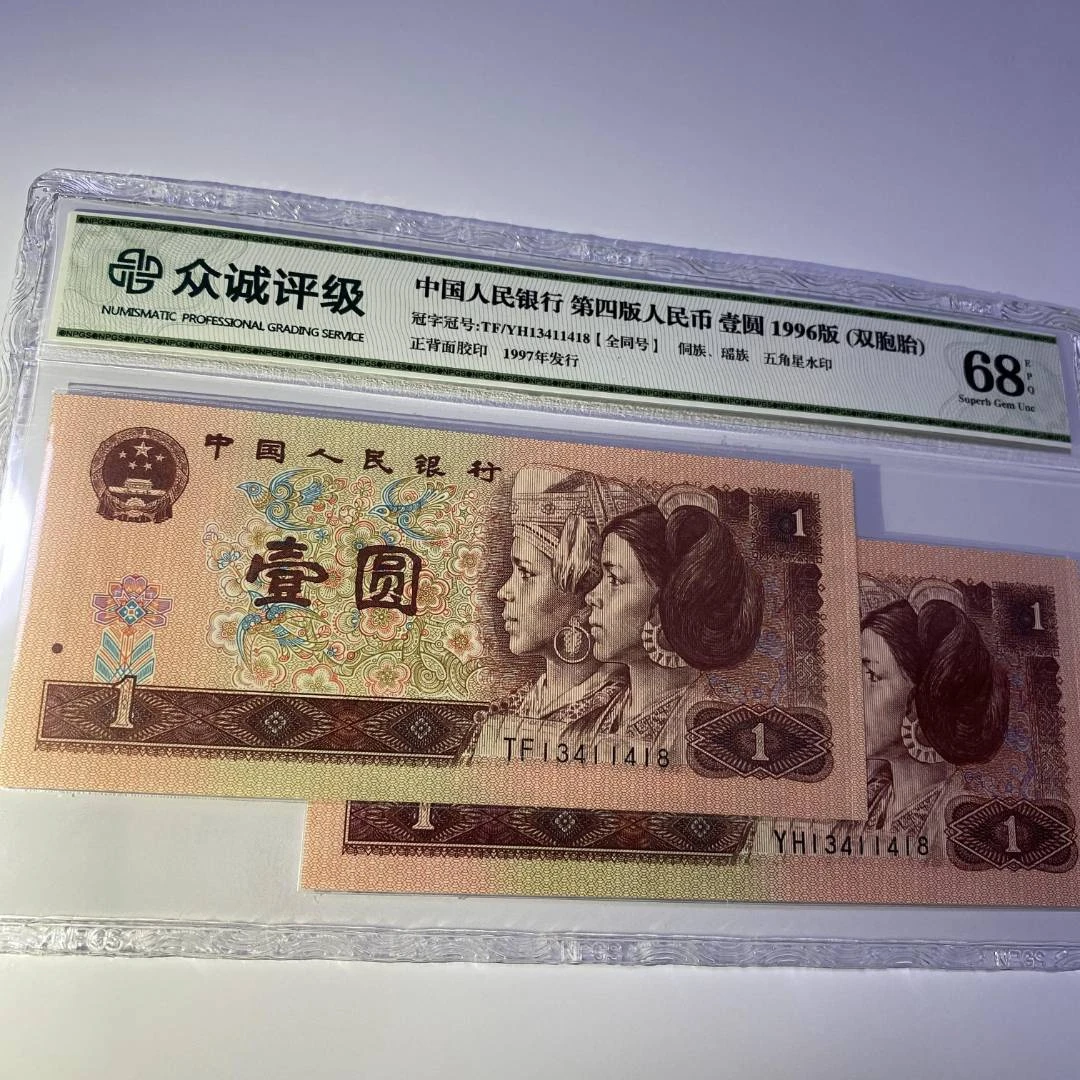 众诚评级
NUMISMATIC PROFESSIONAL GRADING SERVICE
中国人民银行 第四版人民币 壹圆 1996版 (双胞胎)
冠字冠号:TF/YH13411418【全同号】 侗族、瑶族 五角星水印
正背面胶印 1997年发行
68 EPQ
Superb Gem Unc
中国人民银行
壹圆
1
1
TF13411418
1
1
1
YH13411418
1
NPGS
NPGS